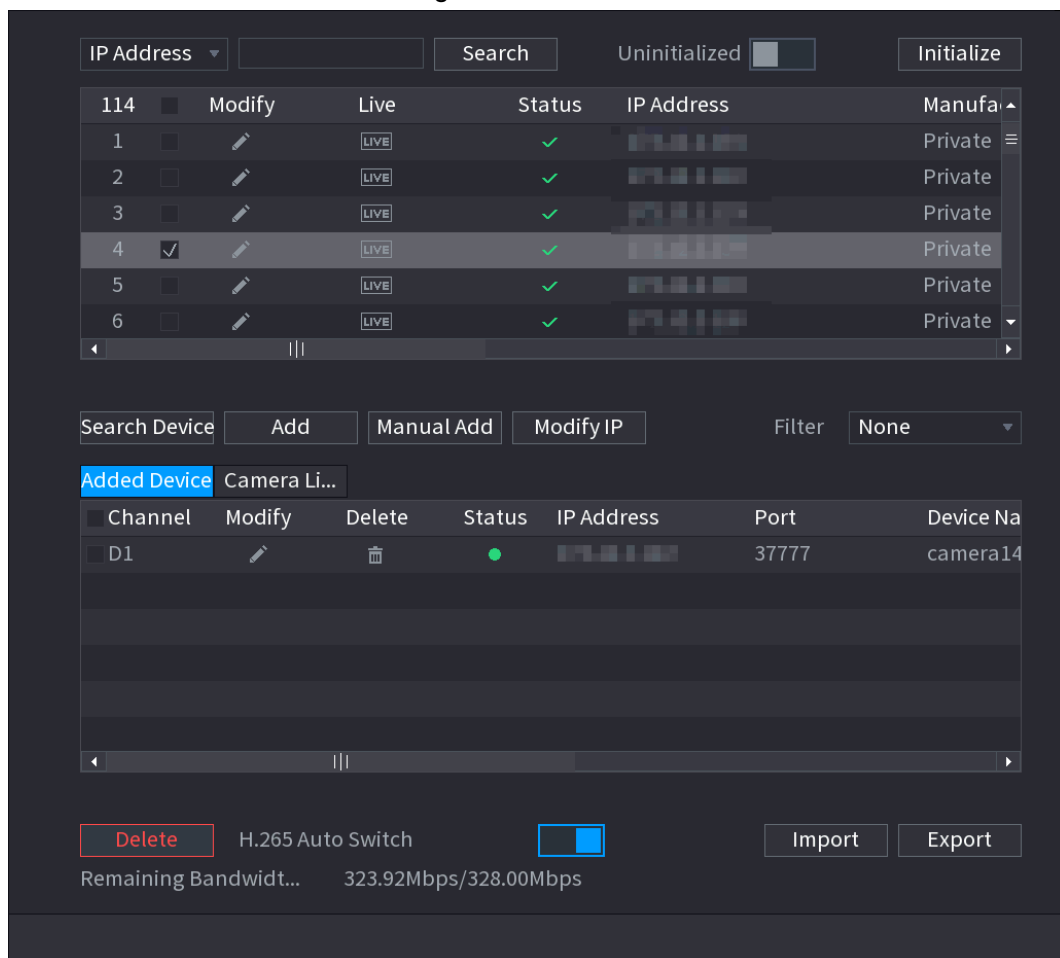 IP Address Search Uninitialized Initialize
114 Modify Live Status IP Address Manufa
1 LIVE Private
2 LIVE Private
3 LIVE Private
4 LIVE Private
5 LIVE Private
6 LIVE Private
Search Device Add Manual Add Modify IP Filter None
Added Device Camera Li...
Channel Modify Delete Status IP Address Port Device Na
D1 37777 camera14
Delete H.265 Auto Switch Import Export
Remaining Bandwidt... 323.92Mbps/328.00Mbps